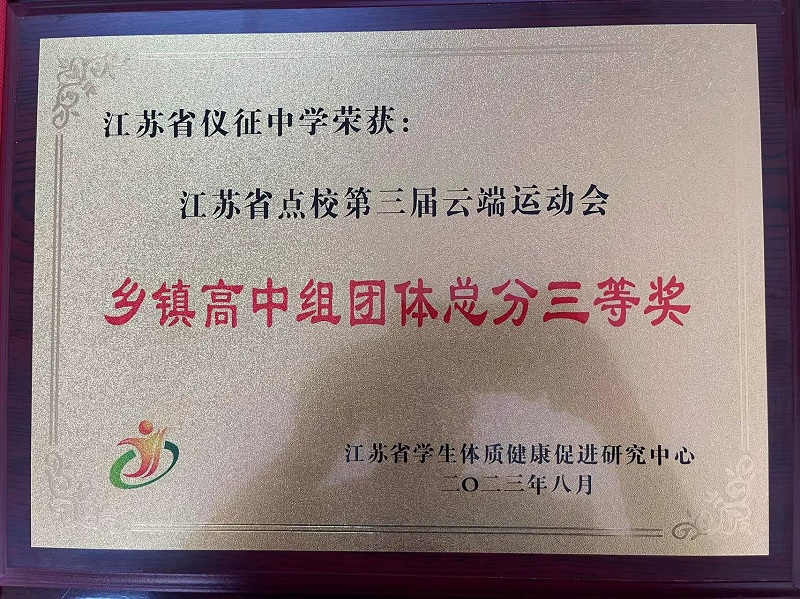 江苏省仪征中学荣获：
江苏省点校第三届云端运动会
乡镇高中组团体总分三等奖
江苏省学生体质健康促进研究中心
二〇二三年八月